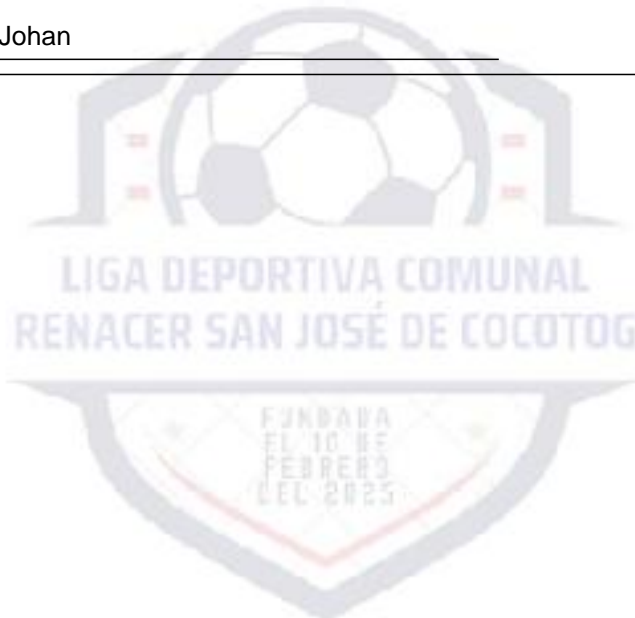 Johan
LIGA DEPORTIVA COMUNAL
RENACER SAN JOSÉ DE COCOTOG
FUNDADA
EL 10 DE
FEBRERO
DEL 2025